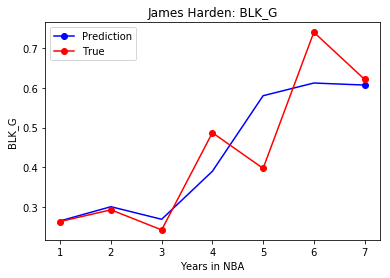 James Harden: BLK_G
Prediction
True
0.7
0.6
0.5
0.4
0.3
BLK_G
1 2 3 4 5 6 7
Years in NBA